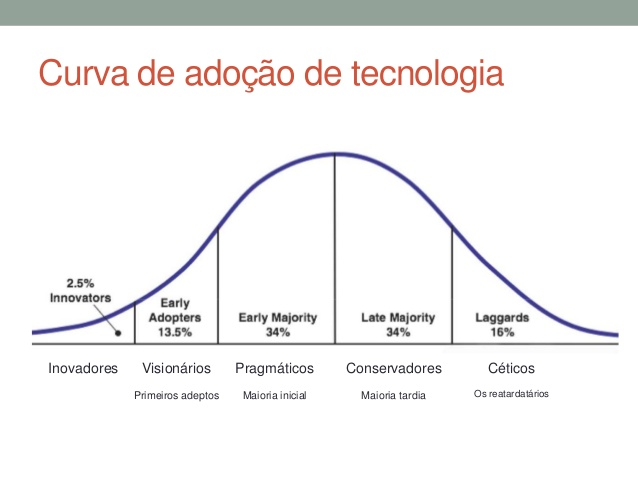 Curva de adoção de tecnologia
2.5%
Innovators
Early
Adopters
13.5%
Early Majority
34%
Late Majority
34%
Laggards
16%
Inovadores
Visionários
Pragmáticos
Conservadores
Céticos
Primeiros adeptos
Maioria inicial
Maioria tardia
Os reatardatários